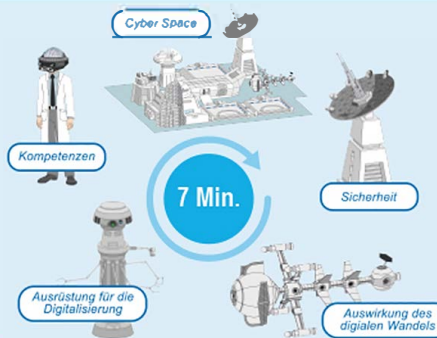 Cyber Space
Kompetenzen
7 Min.
Sicherheit
Ausrüstung für die
Digitalisierung
Auswirkung des
digialen Wandels